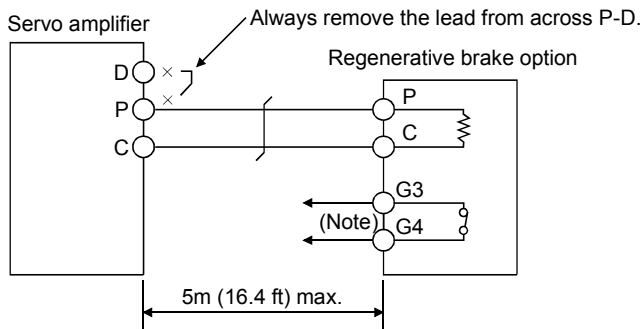 Servo amplifier
Always remove the lead from across P-D.
Regenerative brake option
D
P
P
C
C
G3
(Note)
G4
5m (16.4 ft) max.